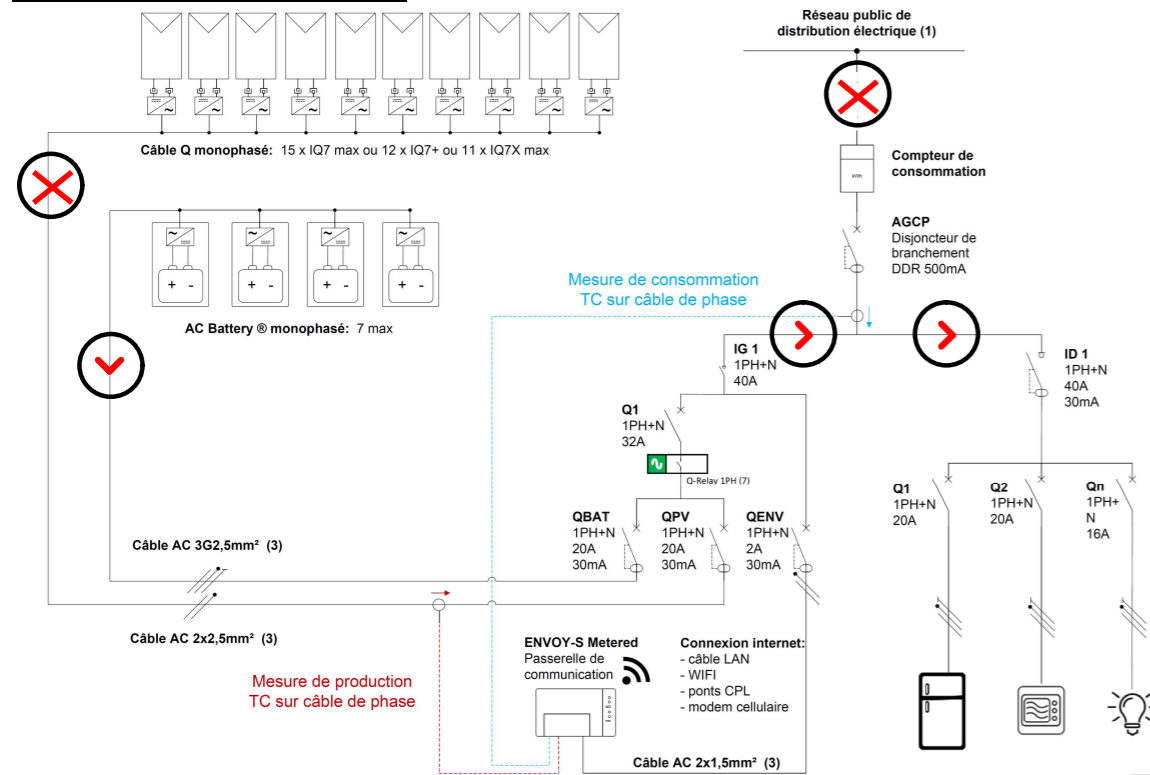 Réseau public de
distribution électrique (1)
Câble Q monophasé: 15 x IQ7 max ou 12 x IQ7+ ou 11 x IQ7X max
Compteur de
consommation
kWh
AGCP
Disjoncteur de
branchement
DDR 500mA
+ -
+ -
+ -
+ -
AC Battery ® monophasé: 7 max
Mesure de consommation
TC sur câble de phase
IG 1
1PH+N
40A
ID 1
1PH+N
40A
30mA
Q1
1PH+N
32A
Q-Relay 1PH (7)
QBAT
1PH+N
20A
30mA
QPV
1PH+N
20A
30mA
QENV
1PH+N
2A
30mA
Q1
1PH+N
20A
Q2
1PH+N
20A
Qn
1PH+
N
16A
Câble AC 3G2,5mm² (3)
Câble AC 2x2,5mm² (3)
Mesure de production
TC sur câble de phase
ENVOY-S Metered
Passerelle de
communication
Connexion internet:
- câble LAN
- WIFI
- ponts CPL
- modem cellulaire
Câble AC 2x1,5mm² (3)